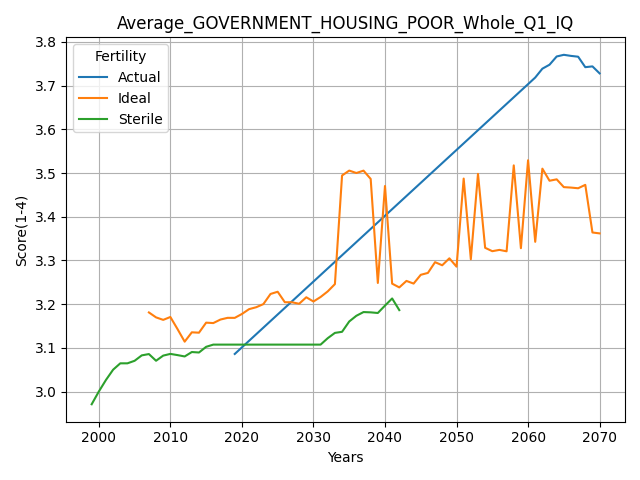 Average_GOVERNMENT_HOUSING_POOR_Whole_Q1_IQ
Fertility
Actual
Ideal
Sterile
Score(1-4)
3.8
3.7
3.6
3.5
3.4
3.3
3.2
3.1
3.0
2000 2010 2020 2030 2040 2050 2060 2070
Years